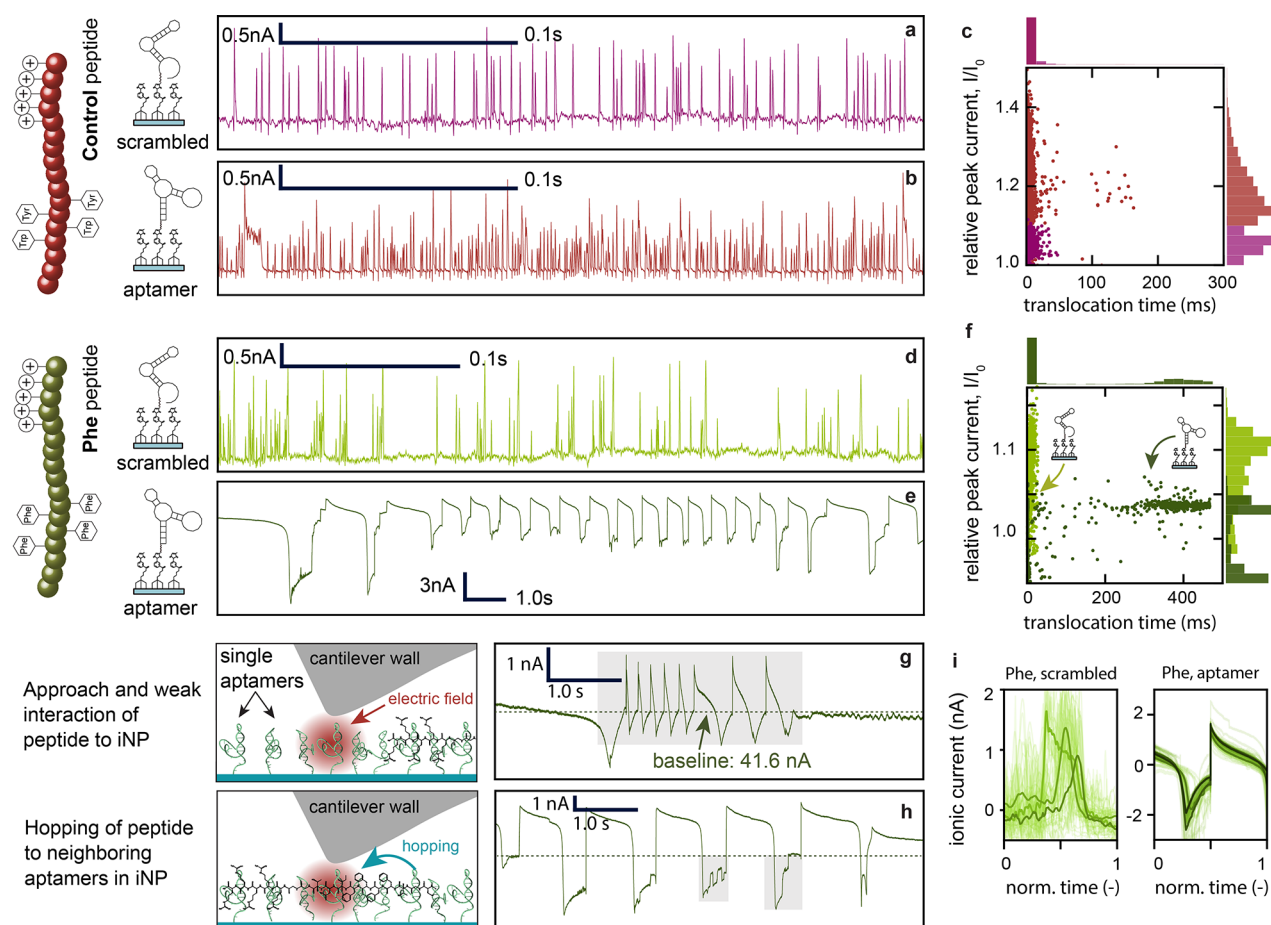 Control peptide
+
+
+
+
+
Tyr
Tyr
Trp
Trp
scrambled
aptamer
0.5nA
0.1s
a
0.5nA
0.1s
b
c
relative peak current, I/I0
1.4
1.2
1.0
0
100
200
300
translocation time (ms)
Phe peptide
+
+
+
+
+
Phe
Phe
Phe
Phe
scrambled
aptamer
0.5nA
0.1s
d
e
3nA
1.0s
f
relative peak current, I/I0
1.1
1.0
0
200
400
translocation time (ms)
Approach and weak
interaction of
peptide to iNP
single
aptamers
cantilever wall
electric field
1 nA
1.0 s
g
baseline: 41.6 nA
Hopping of peptide
to neighboring
aptamers in iNP
cantilever wall
hopping
1 nA
1.0s
h
i
Phe, scrambled
Phe, aptamer
ionic current (nA)
2
1
0
0
1
norm. time (-)
2
0
-2
0
1
norm. time (-)